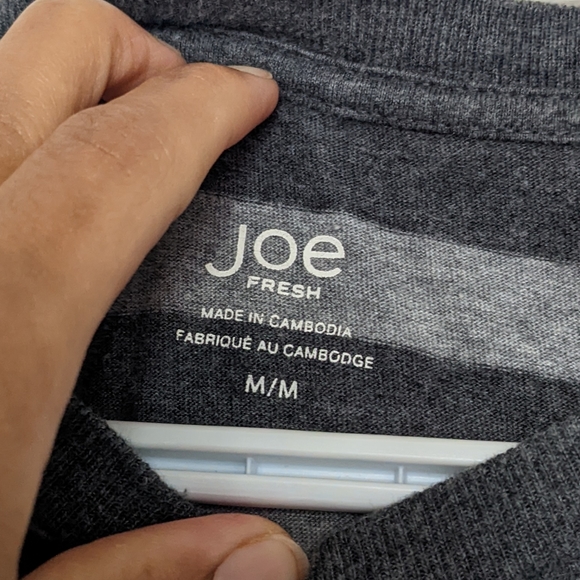 Joe
FRESH
MADE IN CAMBODIA
FABRIQUÉ AU CAMBODGE
M/M